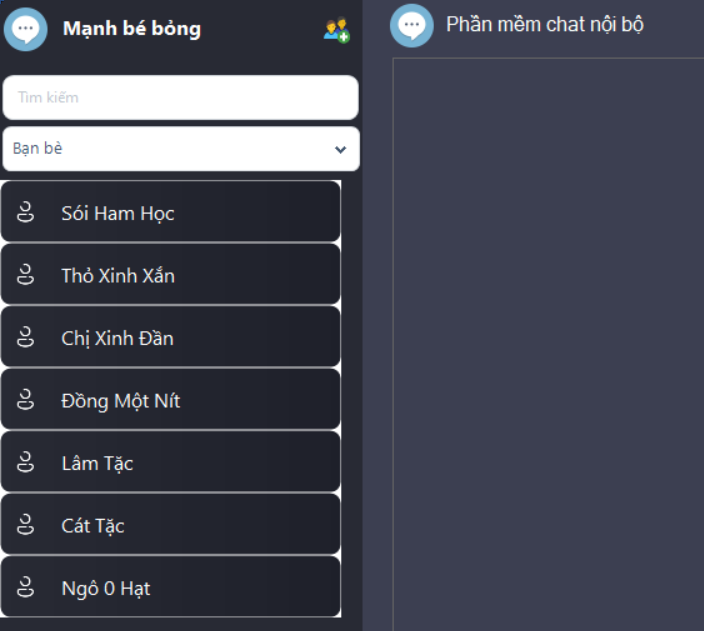 Mạnh bé bỏng
Phần mềm chat nội bộ
Tìm kiếm
Bạn bè
Sói Ham Học
Thỏ Xinh Xắn
Chị Xinh Đần
Đồng Một Nít
Lâm Tặc
Cát Tặc
Ngô 0 Hạt